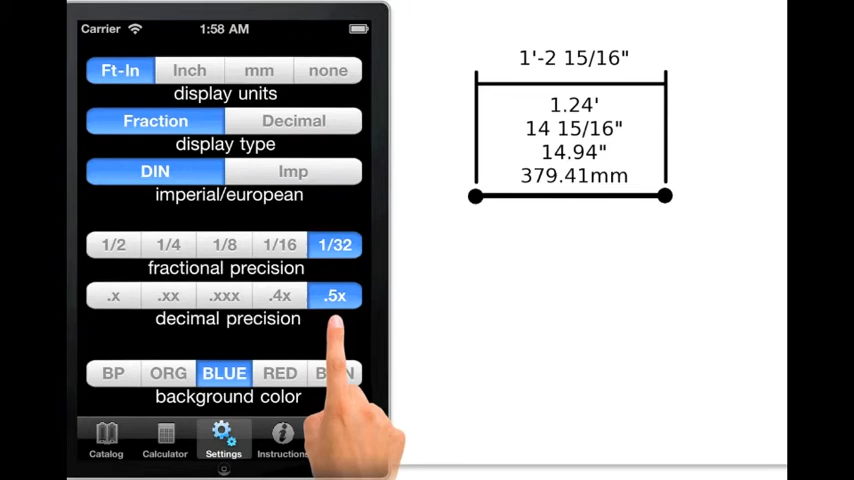 Carrier 1:58 AM
Ft-In Inch mm none
display units
Fraction Decimal
display type
DIN Imp
imperial/european
1/2 1/4 1/8 1/16 1/32
fractional precision
.x .xx .xxx .4x .5x
decimal precision
BP ORG BLUE RED
background color
Catalog Calculator Settings Instructions
1'-2 15/16"
1.24'
14 15/16"
14.94"
379.41mm